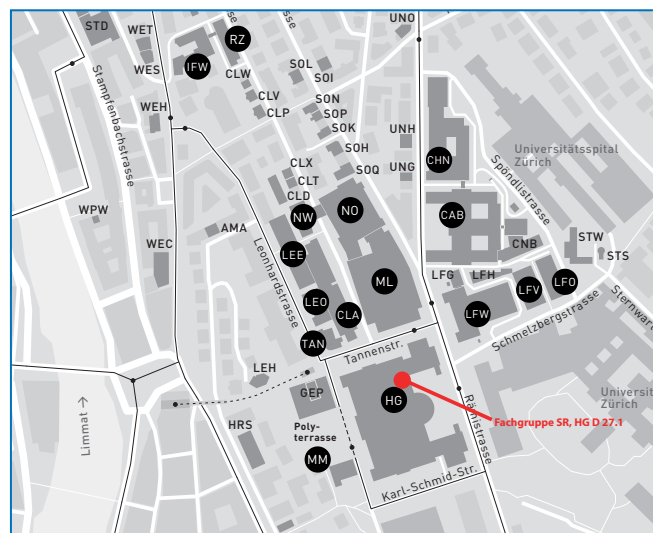 STD
WET
RZ
UNO
WES
IFW
CLW
SOL
SOI
CLV
SON
CLP
SOP
WEH
SOK
UNH
SOH
CHN
Universitätsspital
Zürich
Stampfenbachstrasse
CLX
SOQ
UNG
CLT
Spöndlistrasse
CLD
WPW
NW
NO
CAB
AMA
STW
WEC
CNB
STS
LEE
Leonhardstrasse
ML
LFG
LFH
LFV
LFO
LEO
CLA
LFW
Sternwart
TAN
Schmelzbergstrasse
Tannenstr.
LEH
GEP
HG
Universit
Zürich
Limmat →
HRS
Rämistrasse
Fachgruppe SR, HG D 27.1
Poly-
terrasse
MM
Karl-Schmid-Str.